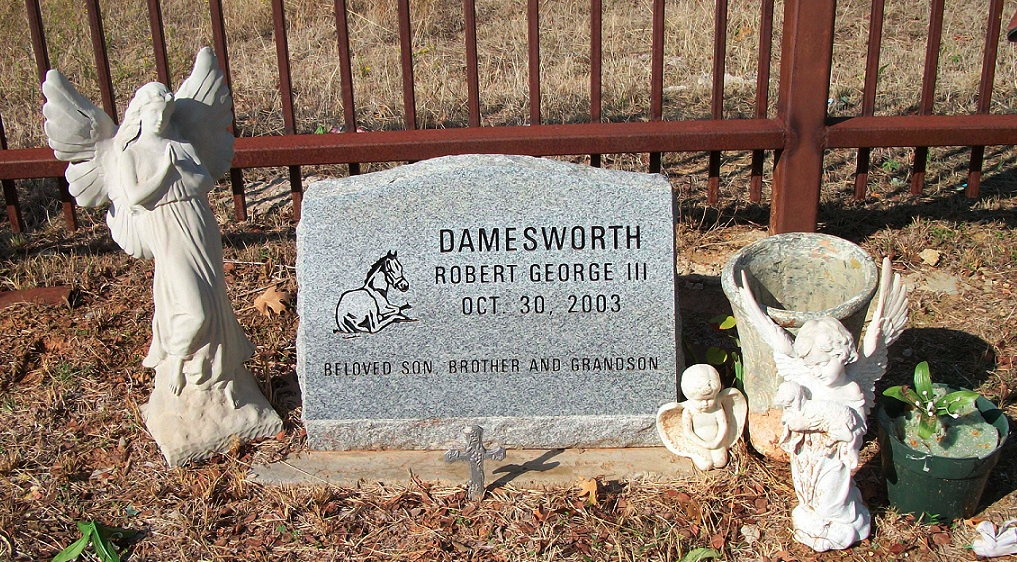 DAMESWORTH
ROBERT GEORGE III
OCT. 30, 2003
BELOVED SON, BROTHER AND GRANDSON